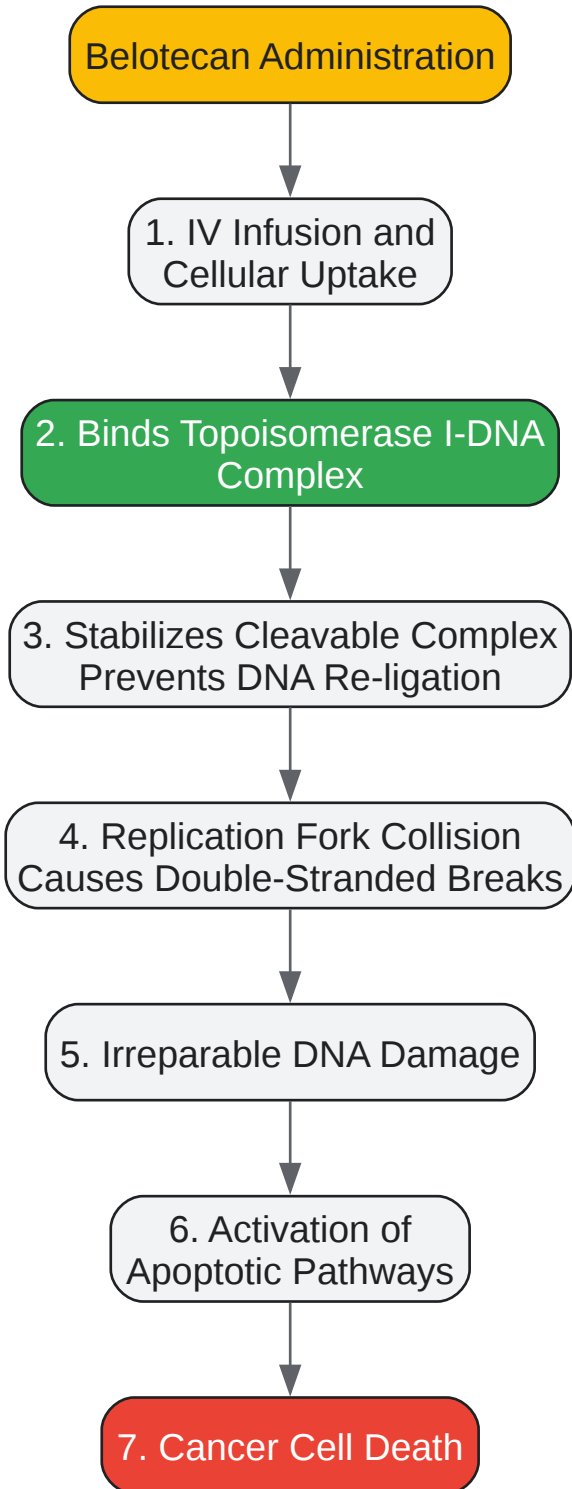 Belotecan Administration
1. IV Infusion and
Cellular Uptake
2. Binds Topoisomerase I-DNA
Complex
3. Stabilizes Cleavable Complex
Prevents DNA Re-ligation
4. Replication Fork Collision
Causes Double-Stranded Breaks
5. Irreparable DNA Damage
6. Activation of
Apoptotic Pathways
7. Cancer Cell Death